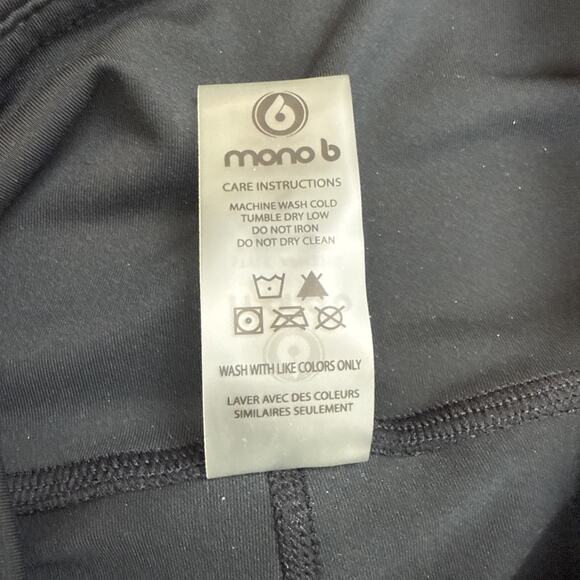 mono b
CARE INSTRUCTIONS
MACHINE WASH COLD
TUMBLE DRY LOW
DO NOT IRON
DO NOT DRY CLEAN
WASH WITH LIKE COLORS ONLY
LAVER AVEC DES COULEURS
SIMILAIRES SEULEMENT